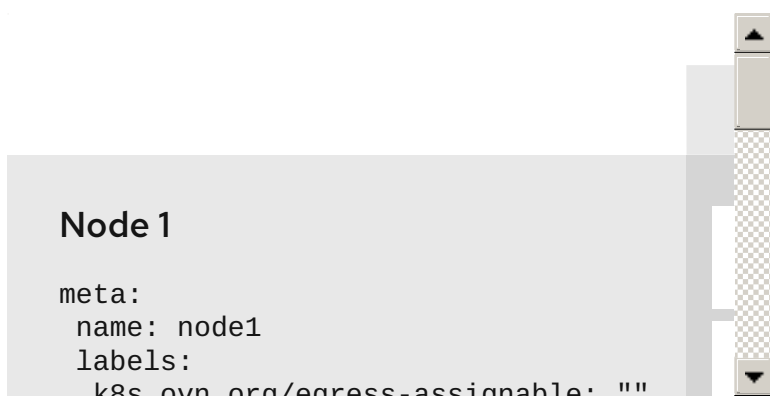 Node 1
meta:
name: node1
labels:
k8s.ovn.org/egress-assignable: ""